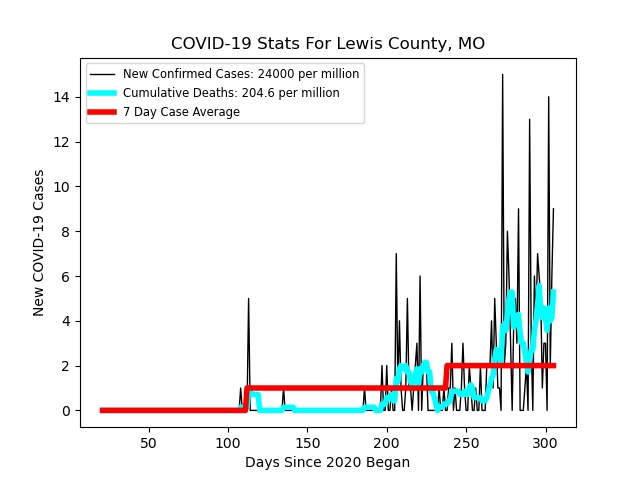 COVID-19 Stats For Lewis County, MO
New Confirmed Cases: 24000 per million
Cumulative Deaths: 204.6 per million
7 Day Case Average
14
12
10
8
6
4
2
0
New COVID-19 Cases
50 100 150 200 250 300
Days Since 2020 Began